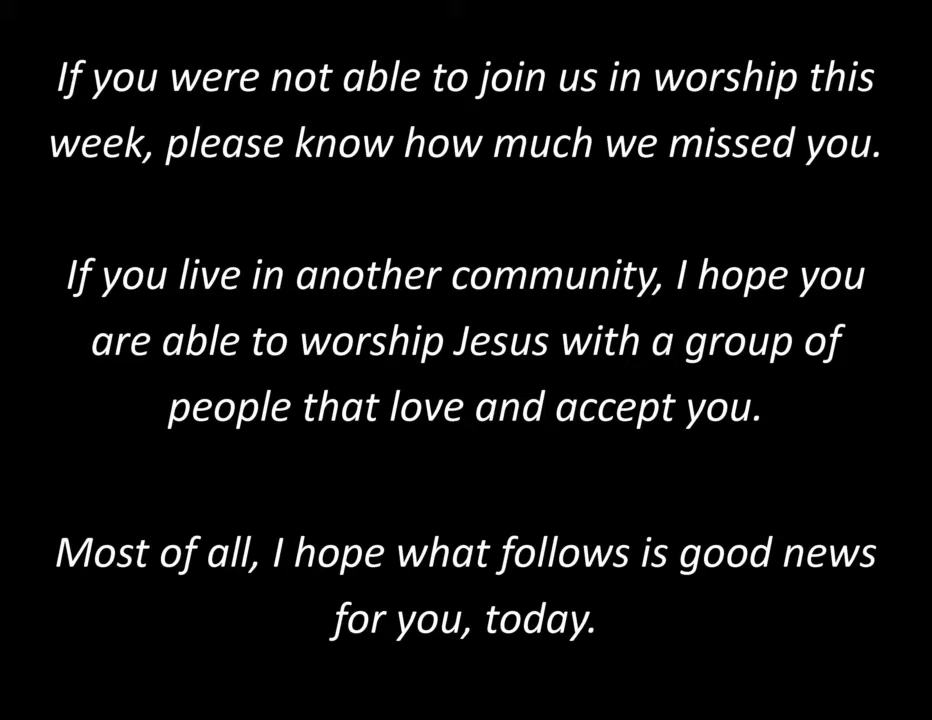 If you were not able to join us in worship this
week, please know how much we missed you.
If you live in another community, I hope you
are able to worship Jesus with a group of
people that love and accept you.
Most of all, I hope what follows is good news
for you, today.